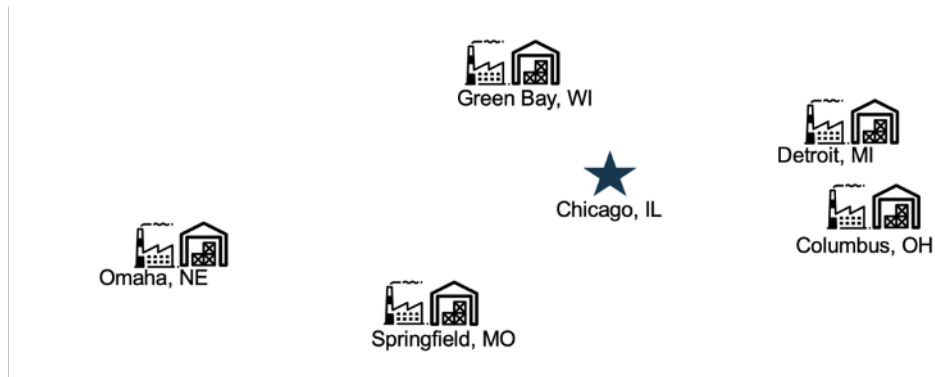 Green Bay, WI
Detroit, MI
Chicago, IL
Columbus, OH
Omaha, NE
Springfield, MO